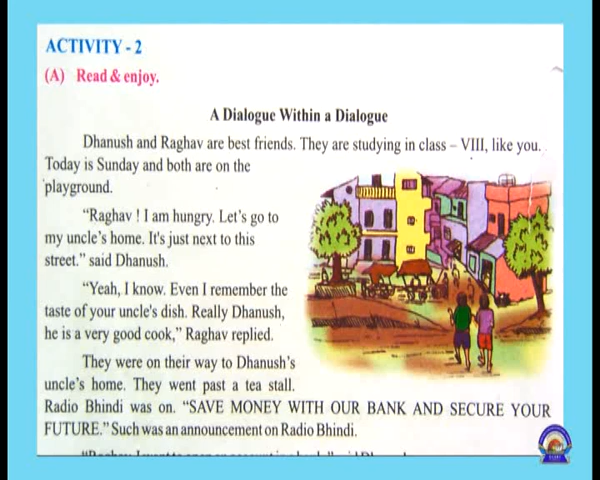 ACTIVITY - 2
(A) Read & enjoy.
A Dialogue Within a Dialogue
Dhanush and Raghav are best friends. They are studying in class – VIII, like you.
Today is Sunday and both are on the
playground.
“Raghav ! I am hungry. Let’s go to
my uncle’s home. It's just next to this
street.” said Dhanush.
“Yeah, I know. Even I remember the
taste of your uncle's dish. Really Dhanush,
he is a very good cook,” Raghav replied.
They were on their way to Dhanush’s
uncle’s home. They went past a tea stall.
Radio Bhindi was on. “SAVE MONEY WITH OUR BANK AND SECURE YOUR
FUTURE.” Such was an announcement on Radio Bhindi.